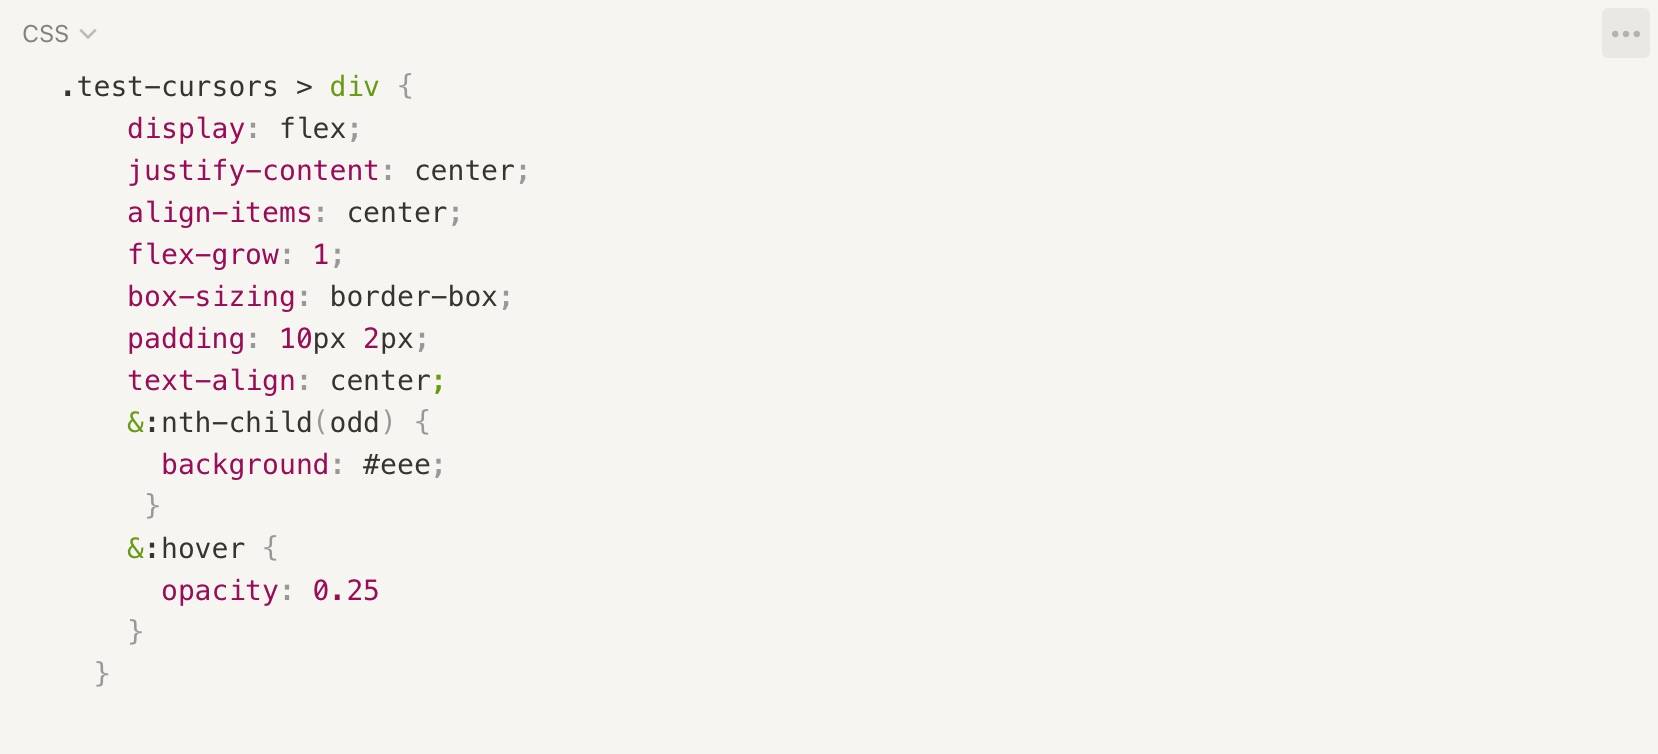 CSS
.test-cursors > div {
display: flex;
justify-content: center;
align-items: center;
flex-grow: 1;
box-sizing: border-box;
padding: 10px 2px;
text-align: center;
&:nth-child(odd) {
background: #eee;
}
&:hover {
opacity: 0.25
}
}